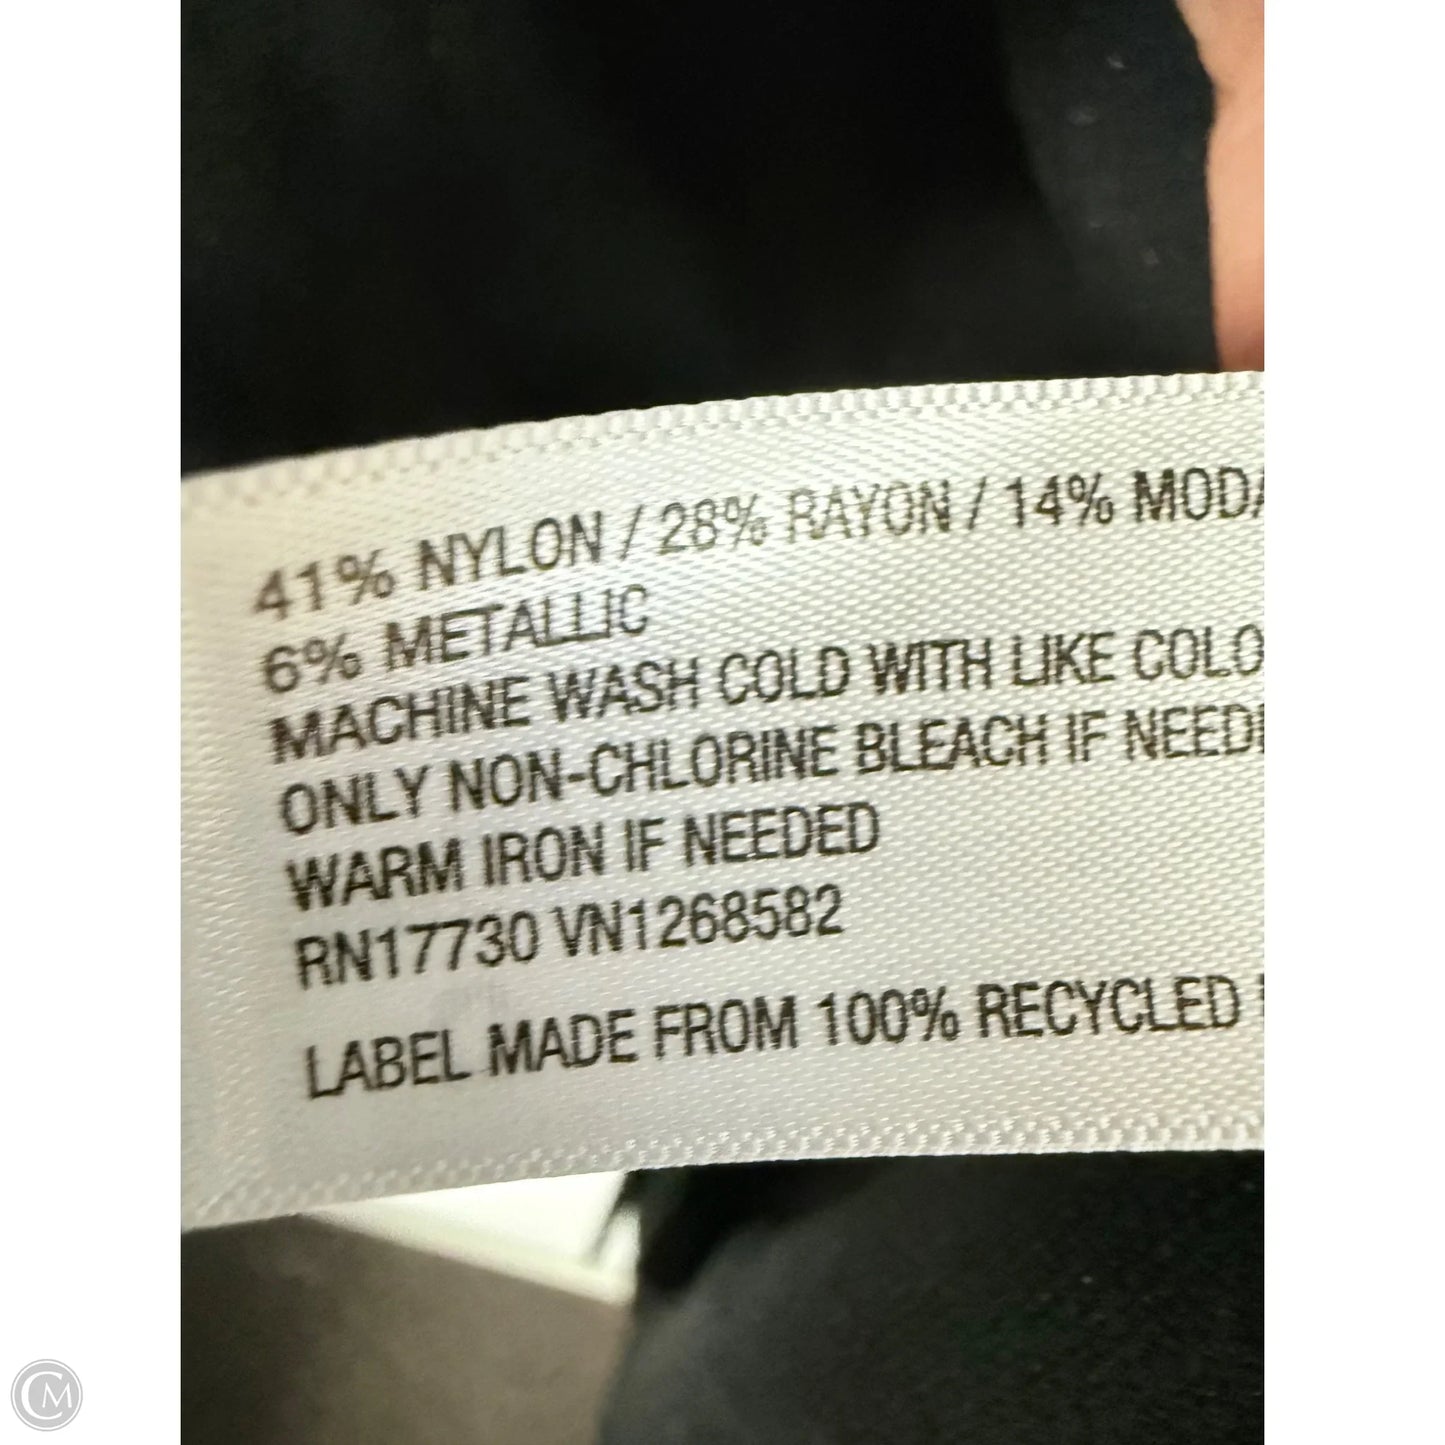 41% NYLON / 28% RAYON / 14% MODA
6% METALLIC
MACHINE WASH COLD WITH LIKE COLO
ONLY NON-CHLORINE BLEACH IF NEED
WARM IRON IF NEEDED
RN17730 VN1268582
LABEL MADE FROM 100% RECYCLED
CM